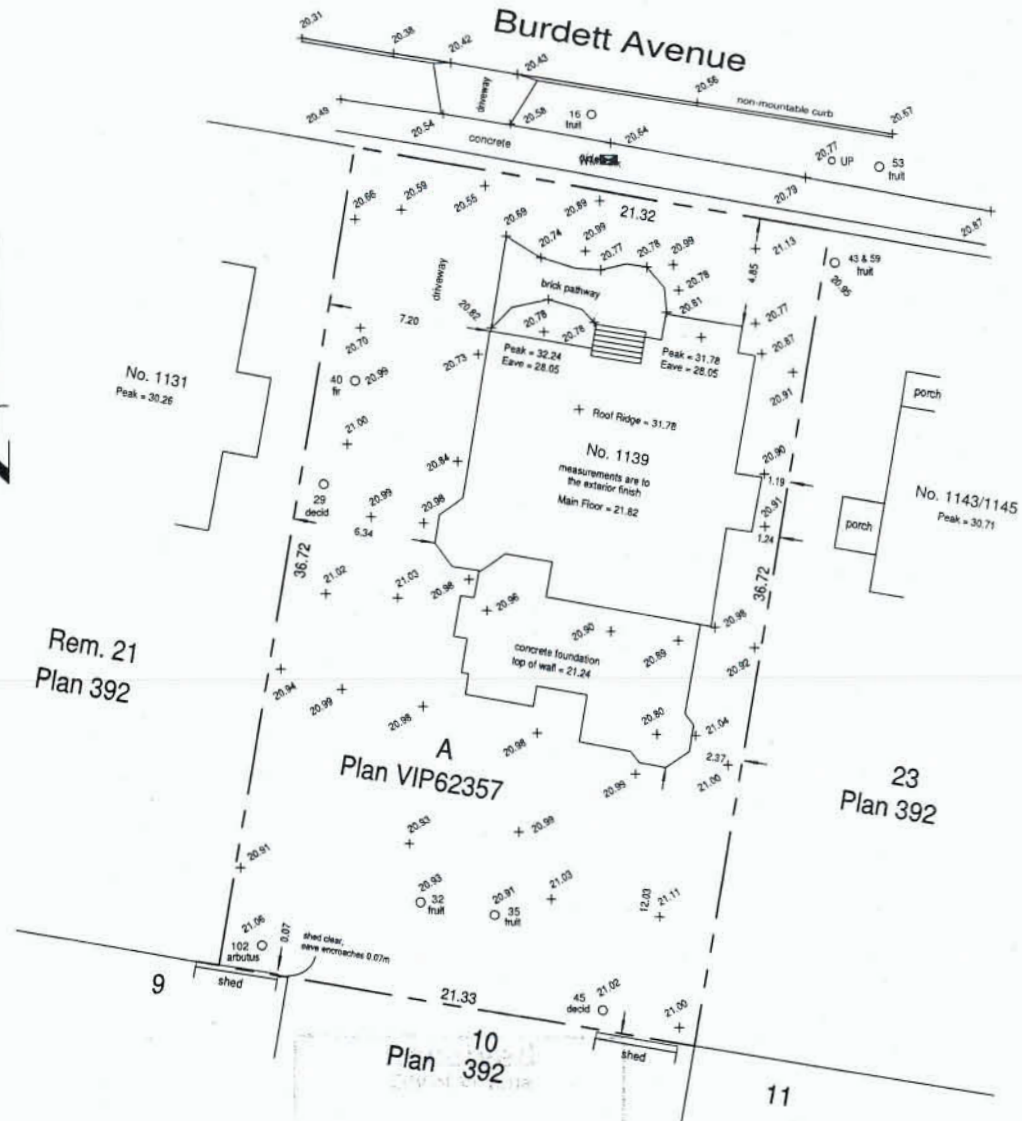 Burdett Avenue
20.31
20.38
20.42
20.43
20.56
non-mountable curb
20.57
driveway
16
fruit
20.49
20.54
20.58
20.64
concrete
20.77
UP
53
fruit
20.79
20.87
20.66
20.59
20.55
20.89
21.32
20.69
20.74
20.99
20.77
20.78
20.99
20.78
20.81
4.85
21.13
43 & 59
fruit
20.95
driveway
brick pathway
20.82
20.78
20.78
7.20
20.70
20.73
Peak = 32.24
Eave = 28.05
Peak = 31.78
Eave = 28.05
20.77
20.87
20.91
No. 1131
Peak = 30.26
40
fir
20.99
21.00
Roof Ridge = 31.78
No. 1139
measurements are to
the exterior finish
Main Floor = 21.82
porch
20.84
20.90
1.19
No. 1143/1145
Peak = 30.71
porch
29
decid
20.99
20.98
6.34
20.91
1.24
36.72
36.72
21.02
21.03
20.98
20.96
20.90
20.89
20.98
20.92
concrete foundation
top of wall = 21.24
Rem. 21
Plan 392
20.94
20.99
20.98
20.98
20.80
21.04
2.37
21.00
20.99
A
Plan VIP62357
23
Plan 392
20.93
20.99
20.91
20.93
32
fruit
20.91
35
fruit
21.03
12.03
21.11
21.06
102
arbutus
0.07
shed clear,
eave encroaches 0.07m
shed
9
21.33
45
decid
21.02
21.00
shed
10
Plan 392
11